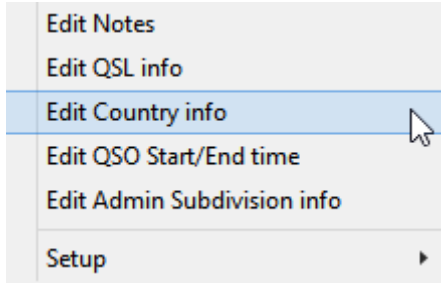 Edit Notes
Edit QSL info
Edit Country info
Edit QSO Start/End time
Edit Admin Subdivision info
Setup